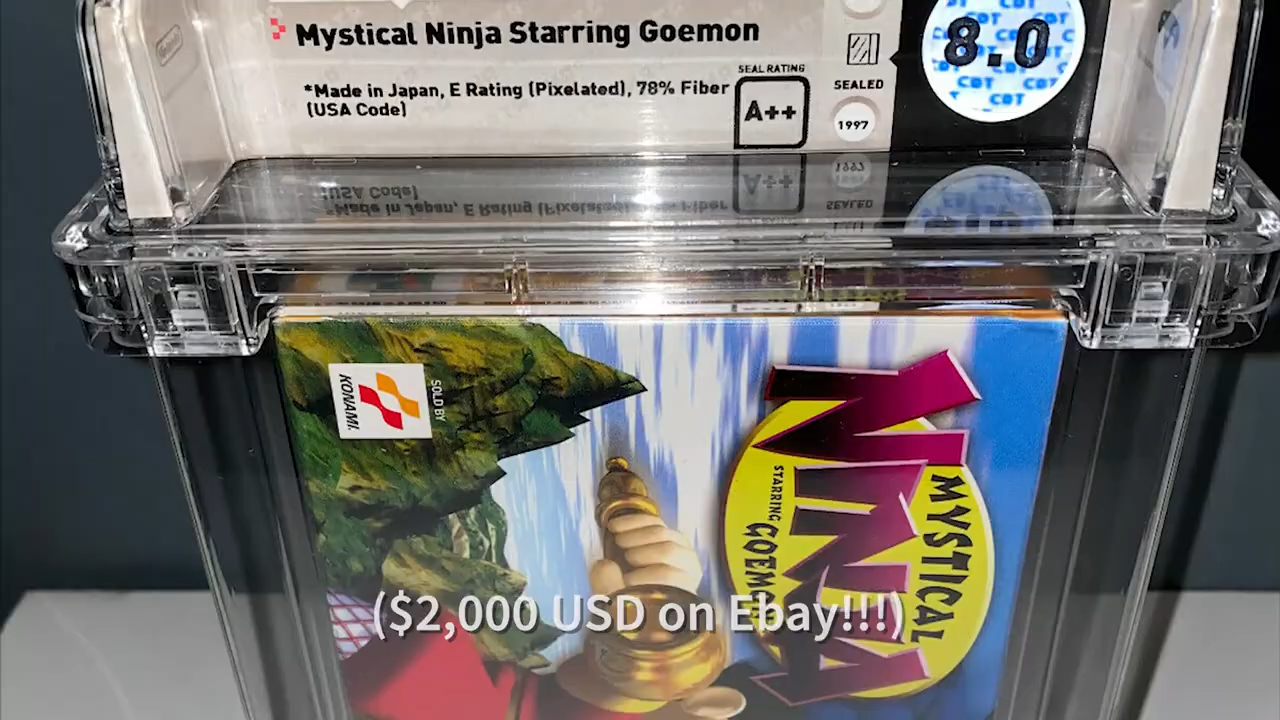 Mystical Ninja Starring Goemon
*Made in Japan, E Rating (Pixelated), 78% Fiber
(USA Code)
SEAL RATING
A++
SEALED
1997
8.0
CDT
SOLD BY
KONAMI.
MYSTICAL
NINJA
STARRING GOEMON
($2,000 USD on Ebay!!!)